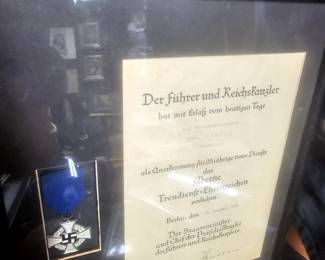 Der Führer und Reichskanzler
hat mit Erlaß vom heutigen Tage
als Anerkennung für 25jährige treue Dienste
das
silberne
Treudienst-Ehrenzeichen
verliehen.
Berlin, den
Der Staatsminister
und Chef der Präsidialkanzlei
des Führers und Reichskanzlers